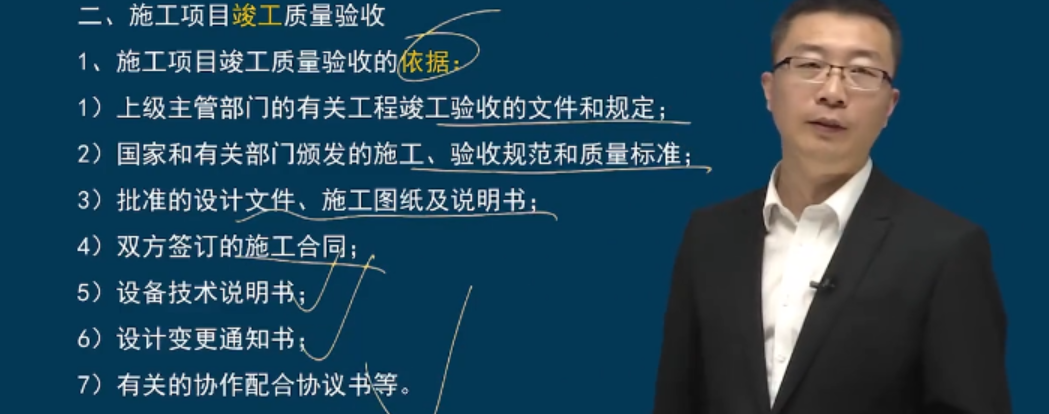 二、施工项目竣工质量验收
1、施工项目竣工质量验收的依据：
1）上级主管部门的有关工程竣工验收的文件和规定；
2）国家和有关部门颁发的施工、验收规范和质量标准；
3）批准的设计文件、施工图纸及说明书；
4）双方签订的施工合同；
5）设备技术说明书；
6）设计变更通知书；
7）有关的协作配合协议书等。